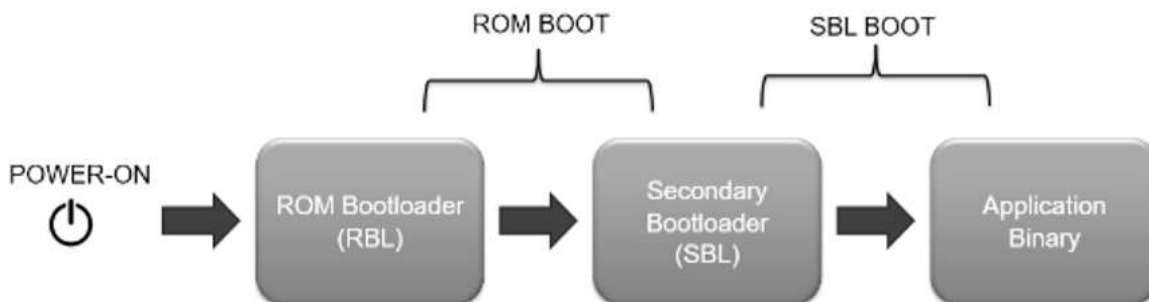 ROM BOOT
SBL BOOT
POWER-ON
ROM Bootloader
(RBL)
Secondary
Bootloader
(SBL)
Application
Binary